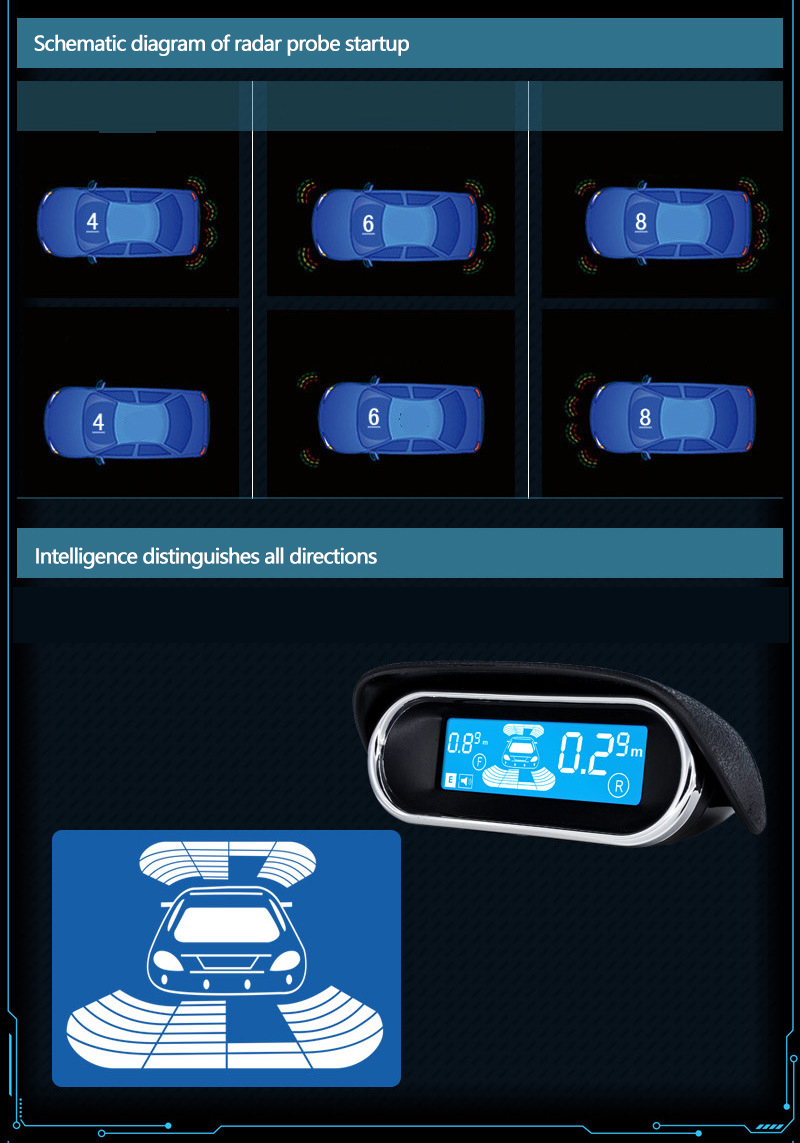 Schematic diagram of radar probe startup
4
6
8
4
6
8
Intelligence distinguishes all directions
0.89m
F
E
0.29m
R